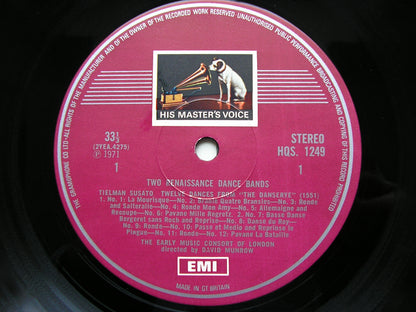 THE GRAMOPHONE CO LTD · ALL RIGHTS OF THE MANUFACTURER AND OF THE OWNER OF THE RECORDED WORK RESERVED · UNAUTHORISED PUBLIC PERFORMANCE BROADCASTING AND COPYING OF THIS RECORD PROHIBITED
HIS MASTER'S VOICE
33⅓
(2YEA.4275)
℗ 1971
1
STEREO
HQS. 1249
1
TWO RENAISSANCE DANCE BANDS
TIELMAN SUSATO: TWELVE DANCES FROM "THE DANSERYE" (1551)
1. No. 1: La Mourisque—No. 2: Bransle Quatre Bransles—No. 3: Ronde
and Salterelle—No. 4: Ronde Mon Amy—No. 5: Allemaigne and
Recoupe—No. 6: Pavane Mille Regretz. 2. No. 7: Basse Danse
Bergeret sans Roch and Reprise—No. 8: Danse du Roy—
No. 9: Ronde—No. 10: Passe et Medio and Reprise le
Pingue—No. 11: Ronde—No. 12: Pavane La Bataille
THE EARLY MUSIC CONSORT OF LONDON
directed by DAVID MUNROW
EMI
MADE IN GT BRITAIN